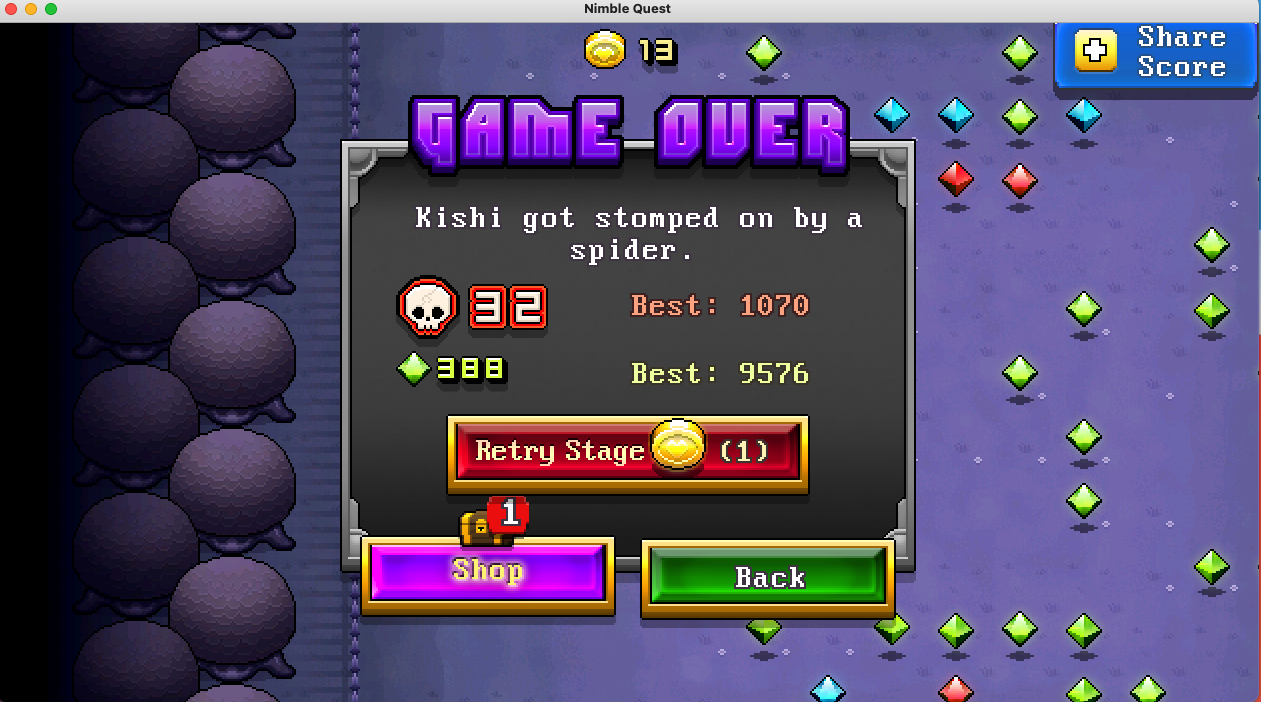 Nimble Quest
13
Share
Score
GAME OVER
Kishi got stomped on by a
spider.
32
Best: 1070
388
Best: 9576
Retry Stage (1)
1
Shop
Back